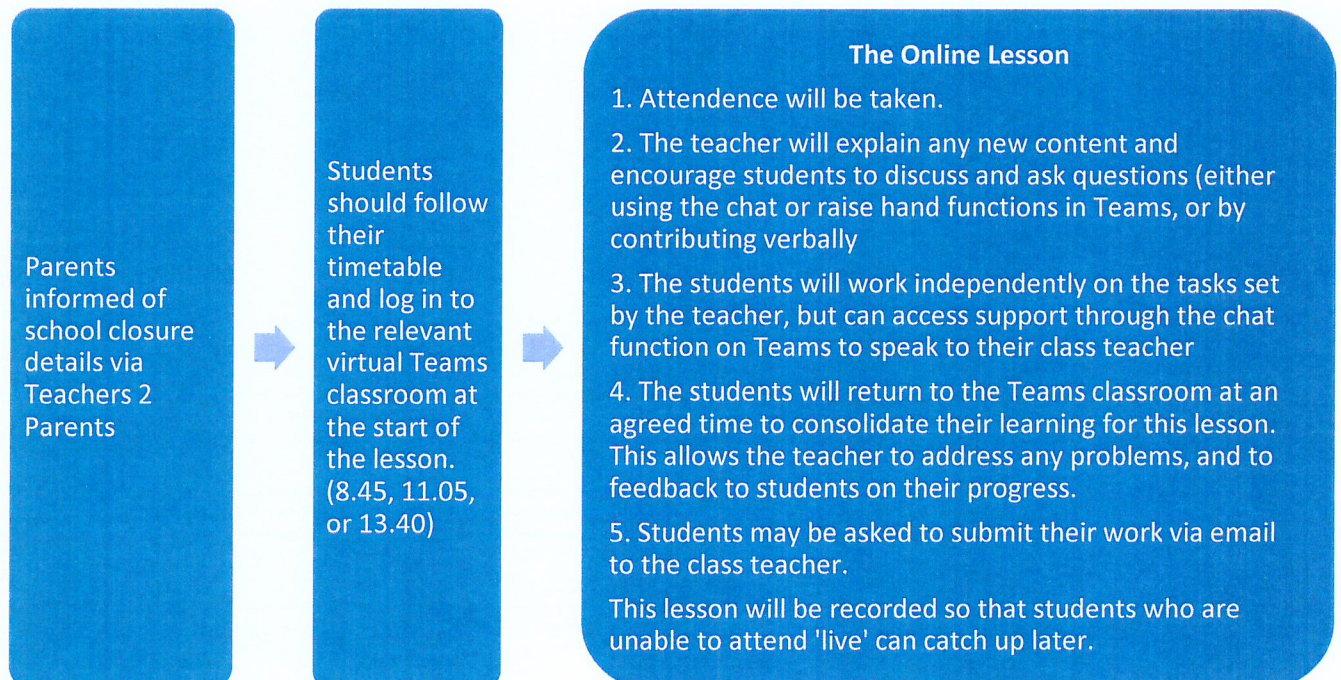 Parents
informed of
school closure
details via
Teachers 2
Parents
Students
should follow
their
timetable
and log in to
the relevant
virtual Teams
classroom at
the start of
the lesson.
(8.45, 11.05,
or 13.40)
The Online Lesson
1. Attendence will be taken.
2. The teacher will explain any new content and
encourage students to discuss and ask questions (either
using the chat or raise hand functions in Teams, or by
contributing verbally
3. The students will work independently on the tasks set
by the teacher, but can access support through the chat
function on Teams to speak to their class teacher
4. The students will return to the Teams classroom at an
agreed time to consolidate their learning for this lesson.
This allows the teacher to address any problems, and to
feedback to students on their progress.
5. Students may be asked to submit their work via email
to the class teacher.
This lesson will be recorded so that students who are
unable to attend 'live' can catch up later.